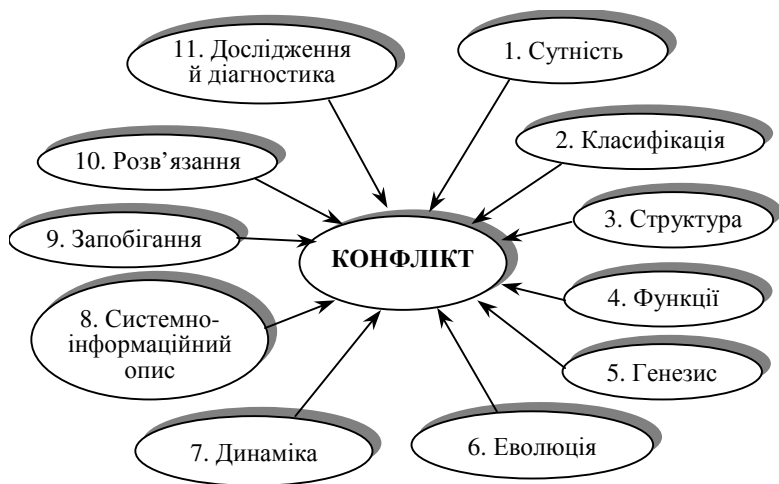 11. Дослідження
й діагностика
1. Сутність
2. Класифікація
10. Розв’язання
3. Структура
9. Запобігання
КОНФЛІКТ
4. Функції
8. Системно-
інформаційний
опис
5. Генезис
7. Динаміка
6. Еволюція